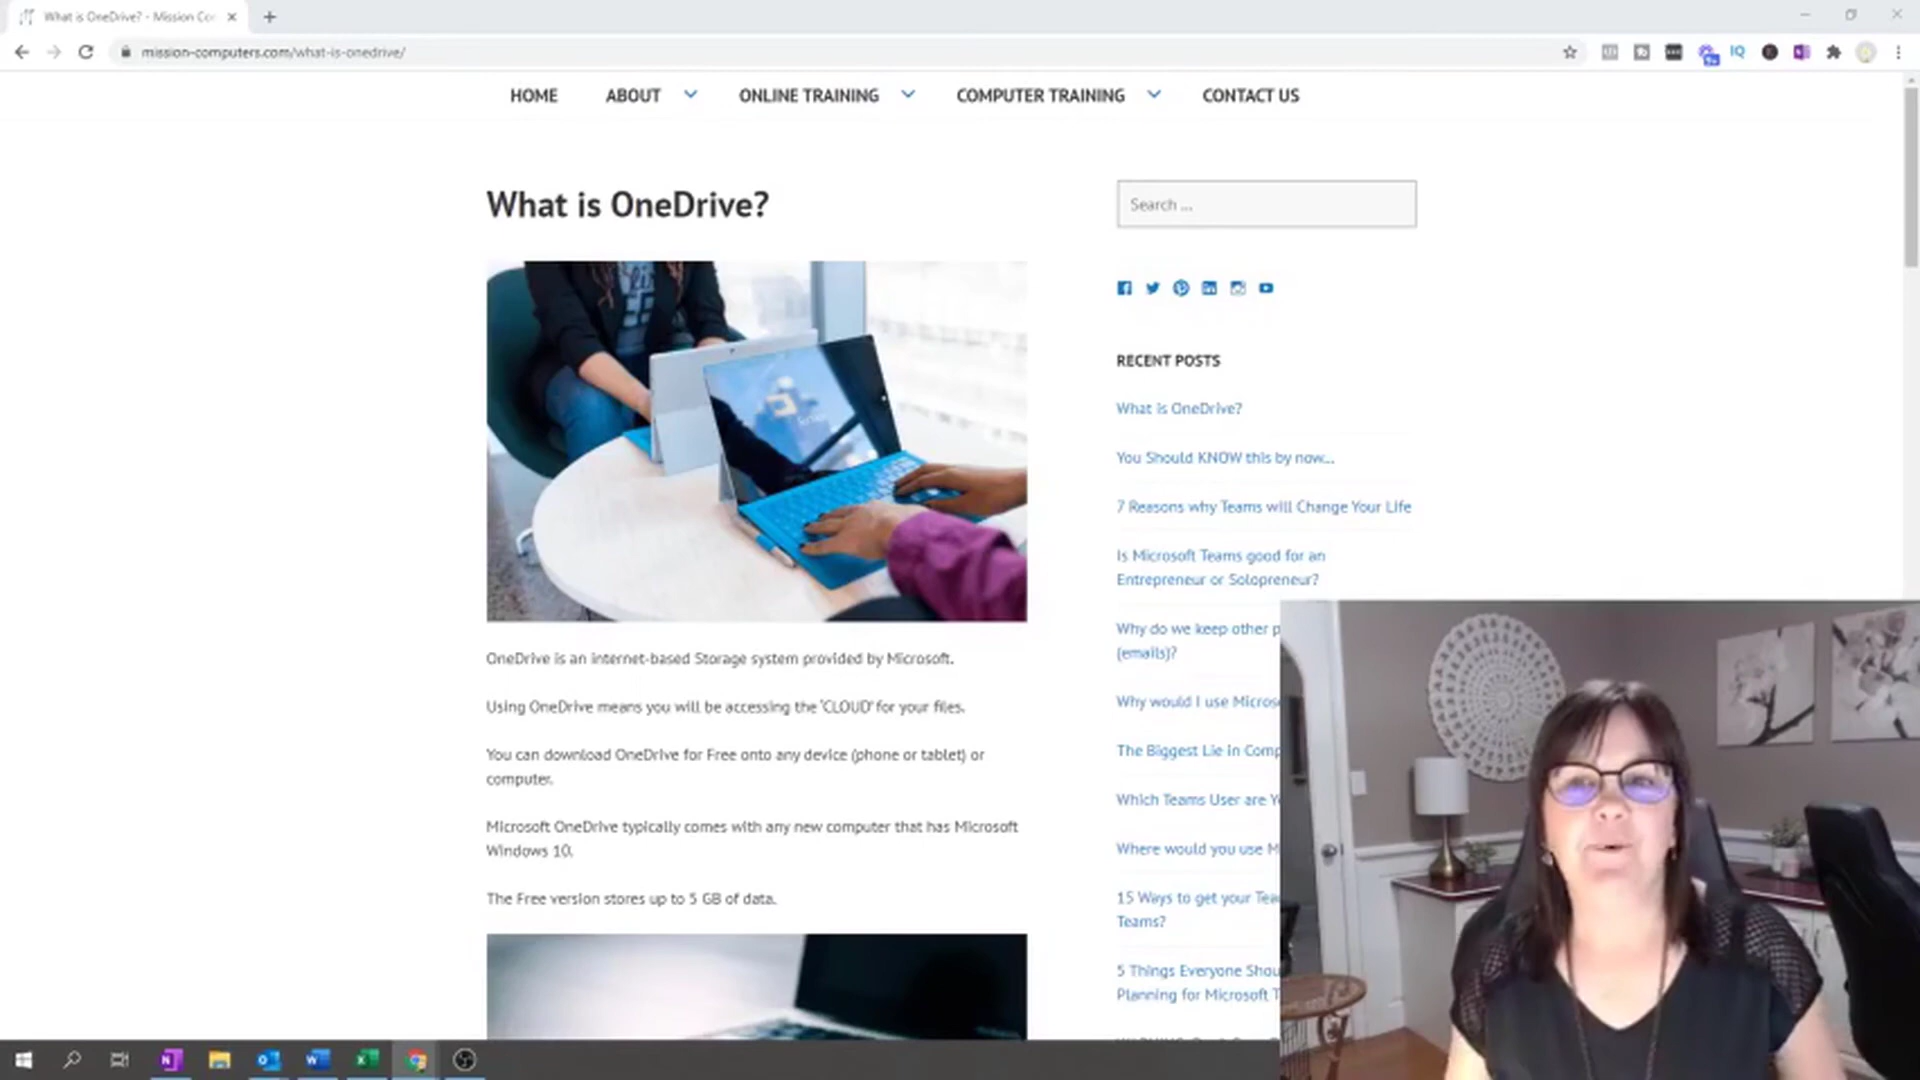 What is OneDrive? - Mission Co
mission-computers.com/what-is-onedrive/
IQ
HOME ABOUT ONLINE TRAINING COMPUTER TRAINING CONTACT US
What is OneDrive?
Search ...
RECENT POSTS
What is OneDrive?
You Should KNOW this by now...
7 Reasons why Teams will Change Your Life
Is Microsoft Teams good for an
Entrepreneur or Solopreneur?
Why do we keep other p
(emails)?
Why would I use Micros
The Biggest Lie in Comp
Which Teams User are Y
Where would you use M
15 Ways to get your Tea
Teams?
5 Things Everyone Shou
Planning for Microsoft T
OneDrive is an internet-based Storage system provided by Microsoft.
Using OneDrive means you will be accessing the 'CLOUD' for your files.
You can download OneDrive for Free onto any device (phone or tablet) or
computer.
Microsoft OneDrive typically comes with any new computer that has Microsoft
Windows 10.
The Free version stores up to 5 GB of data.